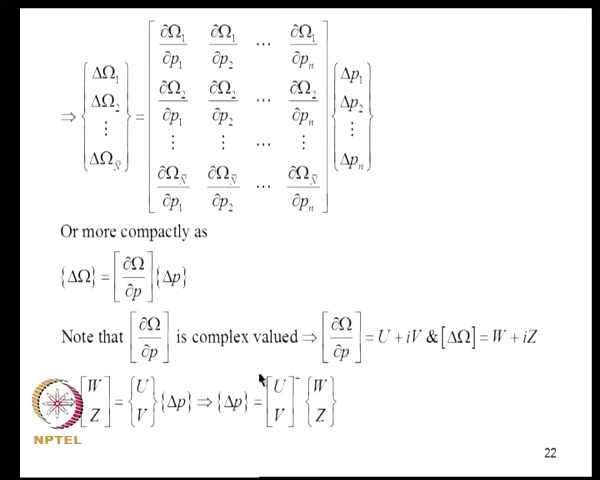 ⇒ {ΔΩ₁ ΔΩ₂ ⋮ ΔΩ_Ñ} = [∂Ω₁/∂p₁ ∂Ω₁/∂p₂ ⋯ ∂Ω₁/∂pₙ
∂Ω₂/∂p₁ ∂Ω₂/∂p₂ ⋯ ∂Ω₂/∂pₙ
⋮ ⋮ ⋯ ⋮
∂Ω_Ñ/∂p₁ ∂Ω_Ñ/∂p₂ ⋯ ∂Ω_Ñ/∂pₙ] {Δp₁ Δp₂ ⋮ Δpₙ}
Or more compactly as
{ΔΩ} = [∂Ω/∂p] {Δp}
Note that [∂Ω/∂p] is complex valued ⇒ [∂Ω/∂p] = U + iV & [ΔΩ] = W + iZ
⇒ [W Z] = {U V} {Δp} ⇒ {Δp} = [U V]⁻ {W Z}
NPTEL
22